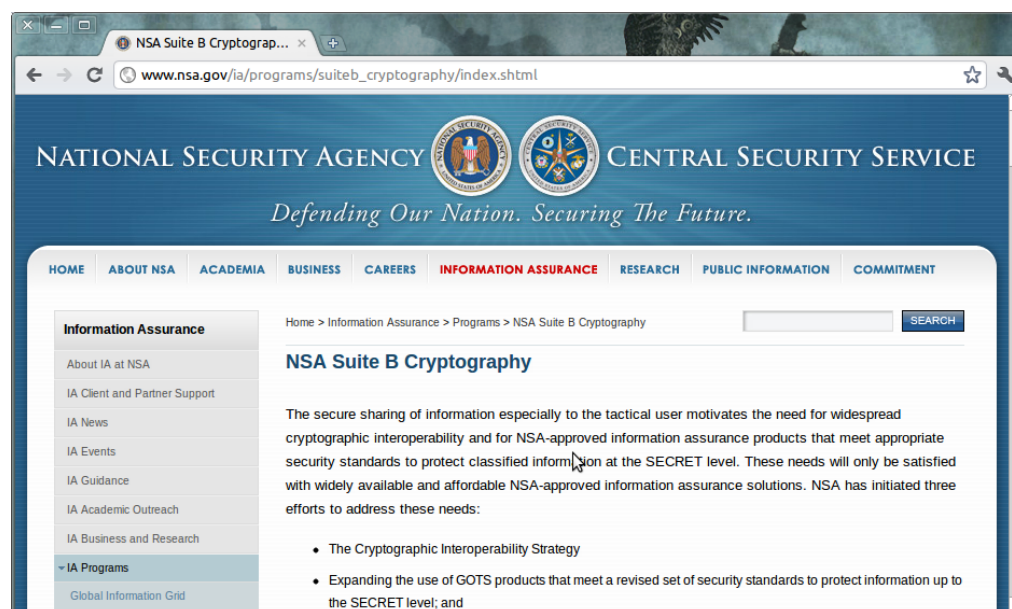 NSA Suite B Cryptograp...
www.nsa.gov/ia/programs/suiteb_cryptography/index.shtml
NATIONAL SECURITY AGENCY CENTRAL SECURITY SERVICE
Defending Our Nation. Securing The Future.
HOME ABOUT NSA ACADEMIA BUSINESS CAREERS INFORMATION ASSURANCE RESEARCH PUBLIC INFORMATION COMMITMENT
Information Assurance
About IA at NSA
IA Client and Partner Support
IA News
IA Events
IA Guidance
IA Academic Outreach
IA Business and Research
IA Programs
Global Information Grid
Home > Information Assurance > Programs > NSA Suite B Cryptography
SEARCH
NSA Suite B Cryptography
The secure sharing of information especially to the tactical user motivates the need for widespread
cryptographic interoperability and for NSA-approved information assurance products that meet appropriate
security standards to protect classified information at the SECRET level. These needs will only be satisfied
with widely available and affordable NSA-approved information assurance solutions. NSA has initiated three
efforts to address these needs:
• The Cryptographic Interoperability Strategy
• Expanding the use of GOTS products that meet a revised set of security standards to protect information up to
the SECRET level; and